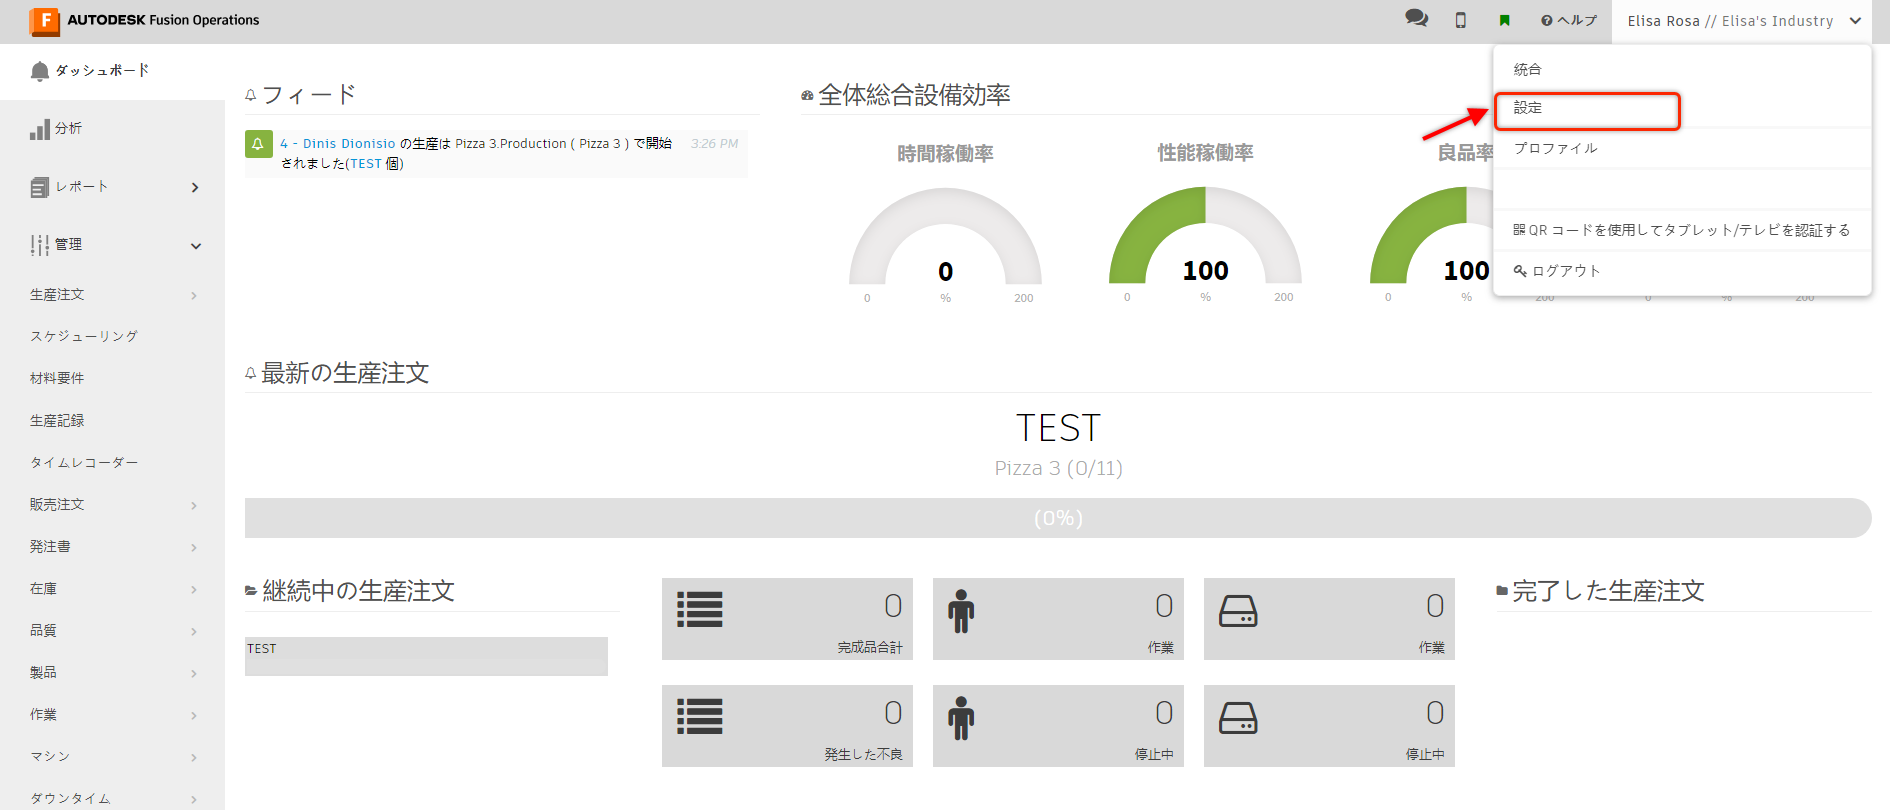 AUTODESK Fusion Operations
ヘルプ
Elisa Rosa // Elisa's Industry
統合
設定
プロファイル
QR コードを使用してタブレット/テレビを認証する
ログアウト
ダッシュボード
分析
レポート
管理
生産注文
スケジューリング
材料要件
生産記録
タイムレコーダー
販売注文
発注書
在庫
品質
製品
作業
マシン
ダウンタイム
フィード
4 - Dinis Dionisio の生産は Pizza 3.Production ( Pizza 3 ) で開始
されました(TEST 個)
3:26 PM
全体総合設備効率
時間稼働率
0
0 % 200
性能稼働率
100
0 % 200
良品率
100
0 % 200
0 % 200
最新の生産注文
TEST
Pizza 3 (0/11)
(0%)
継続中の生産注文
TEST
0
完成品合計
0
作業
0
作業
0
発生した不良
0
停止中
0
停止中
完了した生産注文